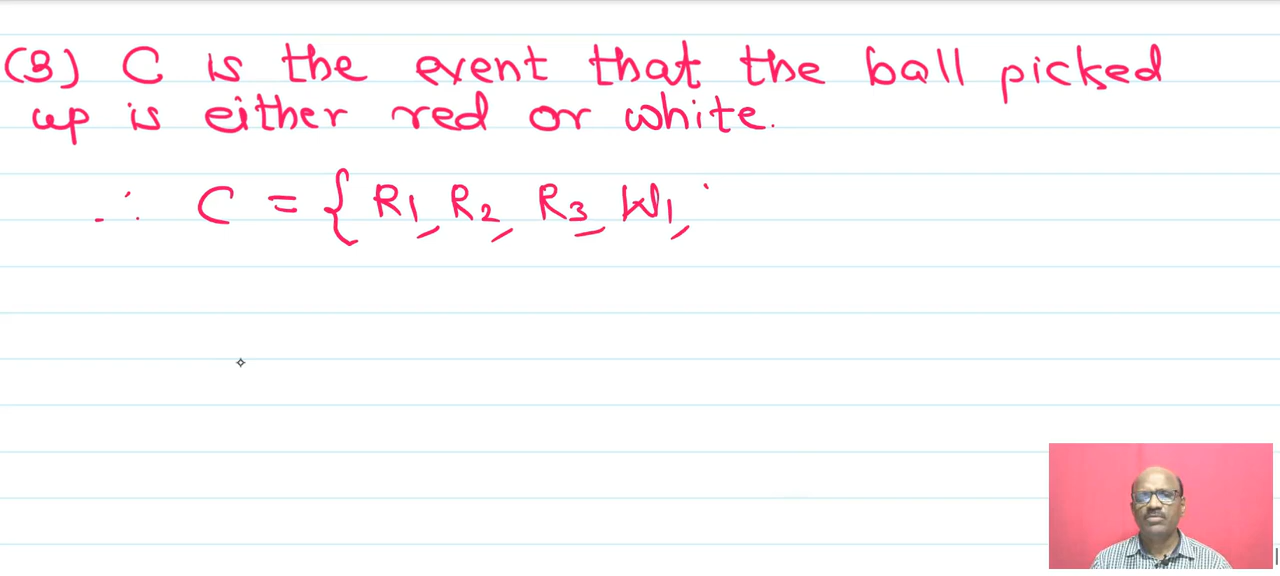 (3) C is the event that the ball picked
up is either red or white.
∴ C = { R1, R2, R3, W1,